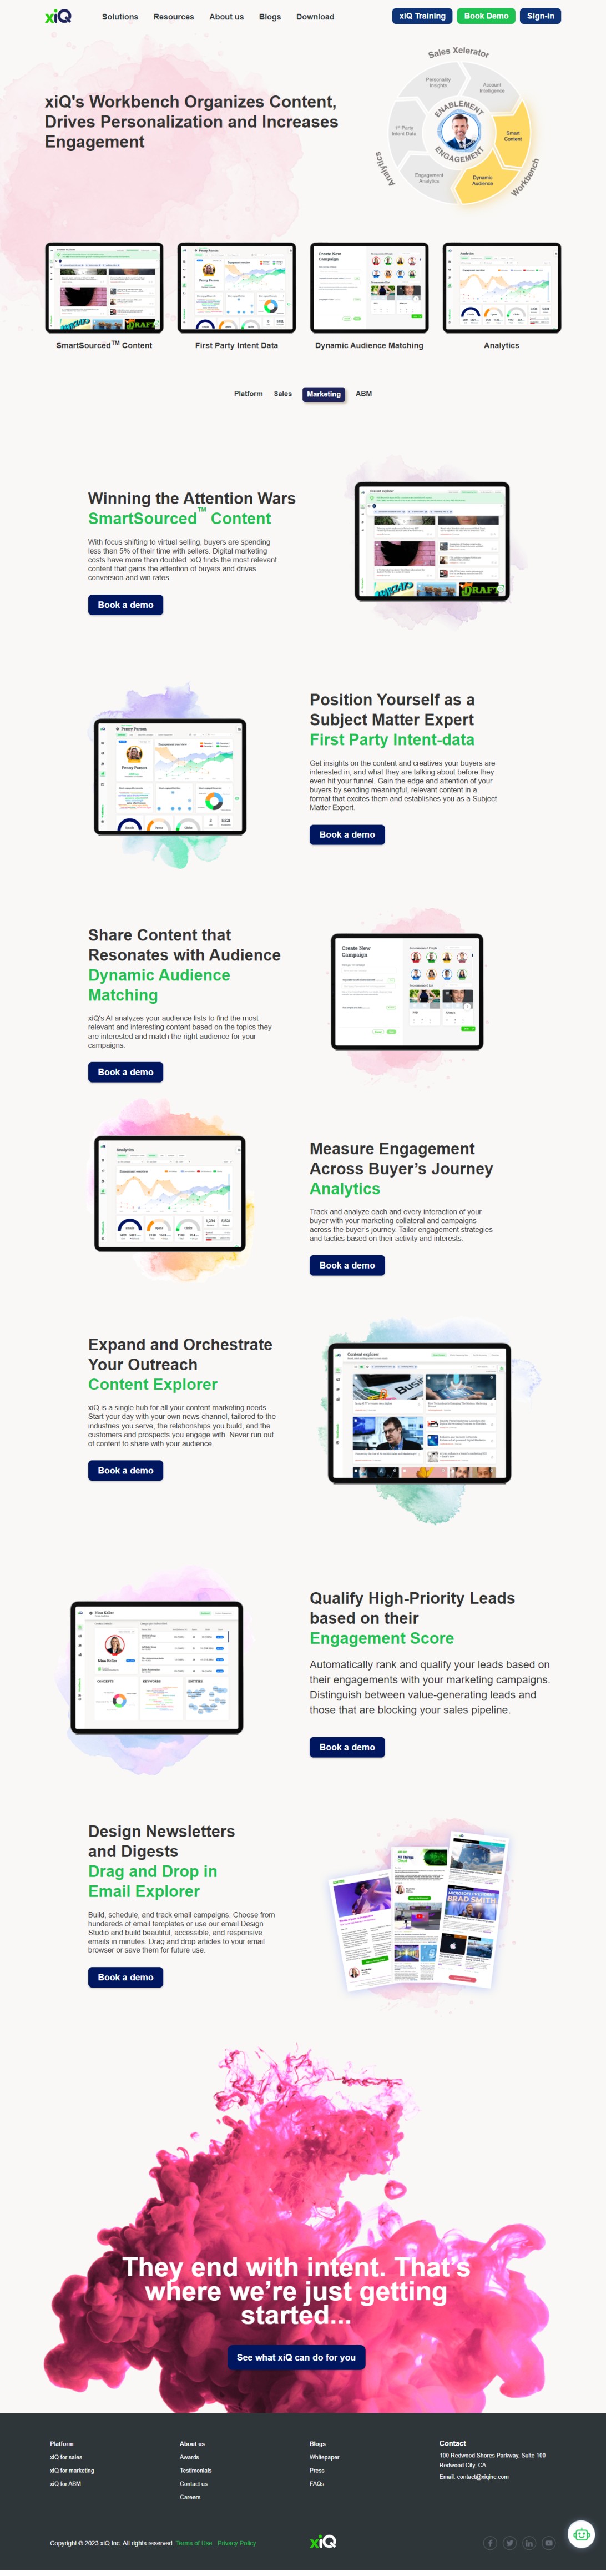 xiQ
Solutions Resources About us Blogs Download
xiQ Training Book Demo Sign-in
xiQ's Workbench Organizes Content,
Drives Personalization and Increases
Engagement
Sales Xelerator
Personality
Insights
Account
Intelligence
ENABLEMENT
1st Party
Intent Data
Smart
Content
ENGAGEMENT
Engagement
Analytics
Dynamic
Audience
Analytics
Workbench
SmartSourced™ Content
First Party Intent Data
Dynamic Audience Matching
Analytics
Platform Sales Marketing ABM
Winning the Attention Wars
SmartSourced™ Content
With focus shifting to virtual selling, buyers are spending
less than 5% of their time with sellers. Digital marketing
costs have more than doubled. xiQ finds the most relevant
content that gains the attention of buyers and drives
conversion and win rates.
Book a demo
Penny Parson
Position Yourself as a
Subject Matter Expert
First Party Intent-data
Get insights on the content and creatives your buyers are
interested in, and what they are talking about before they
even hit your funnel. Gain the edge and attention of your
buyers by sending meaningful, relevant content in a
format that excites them and establishes you as a Subject
Matter Expert.
Book a demo
Share Content that
Resonates with Audience
Dynamic Audience
Matching
xiQ's AI analyzes your audience lists to find the most
relevant and interesting content based on the topics they
are interested and match the right audience for your
campaigns.
Book a demo
Create New
Campaign
Analytics
Engagement overview
Measure Engagement
Across Buyer’s Journey
Analytics
Track and analyze each and every interaction of your
buyer with your marketing collateral and campaigns
across the buyer's journey. Tailor engagement strategies
and tactics based on their activity and interests.
Book a demo
Expand and Orchestrate
Your Outreach
Content Explorer
xiQ is a single hub for all your content marketing needs.
Start your day with your own news channel, tailored to the
industries you serve, the relationships you build, and the
customers and prospects you engage with. Never run out
of content to share with your audience.
Book a demo
Content explorer
Nina Keller
CONCEPTS
KEYWORDS
ENTITIES
Qualify High-Priority Leads
based on their
Engagement Score
Automatically rank and qualify your leads based on
their engagements with your marketing campaigns.
Distinguish between value-generating leads and
those that are blocking your sales pipeline.
Book a demo
Design Newsletters
and Digests
Drag and Drop in
Email Explorer
Build, schedule, and track email campaigns. Choose from
hundereds of email templates or use our email Design
Studio and build beautiful, accessible, and responsive
emails in minutes. Drag and drop articles to your email
browser or save them for future use.
Book a demo
MICROSOFT PRESIDENT
BRAD SMITH
They end with intent. That’s
where we’re just getting
started...
See what xiQ can do for you
Platform
xiQ for sales
xiQ for marketing
xiQ for ABM
About us
Awards
Testimonials
Contact us
Careers
Blogs
Whitepaper
Press
FAQs
Contact
100 Redwood Shores Parkway, Suite 100
Redwood City, CA
Email: contact@xiqinc.com
Copyright © 2023 xiQ Inc. All rights reserved. Terms of Use . Privacy Policy
xiQ